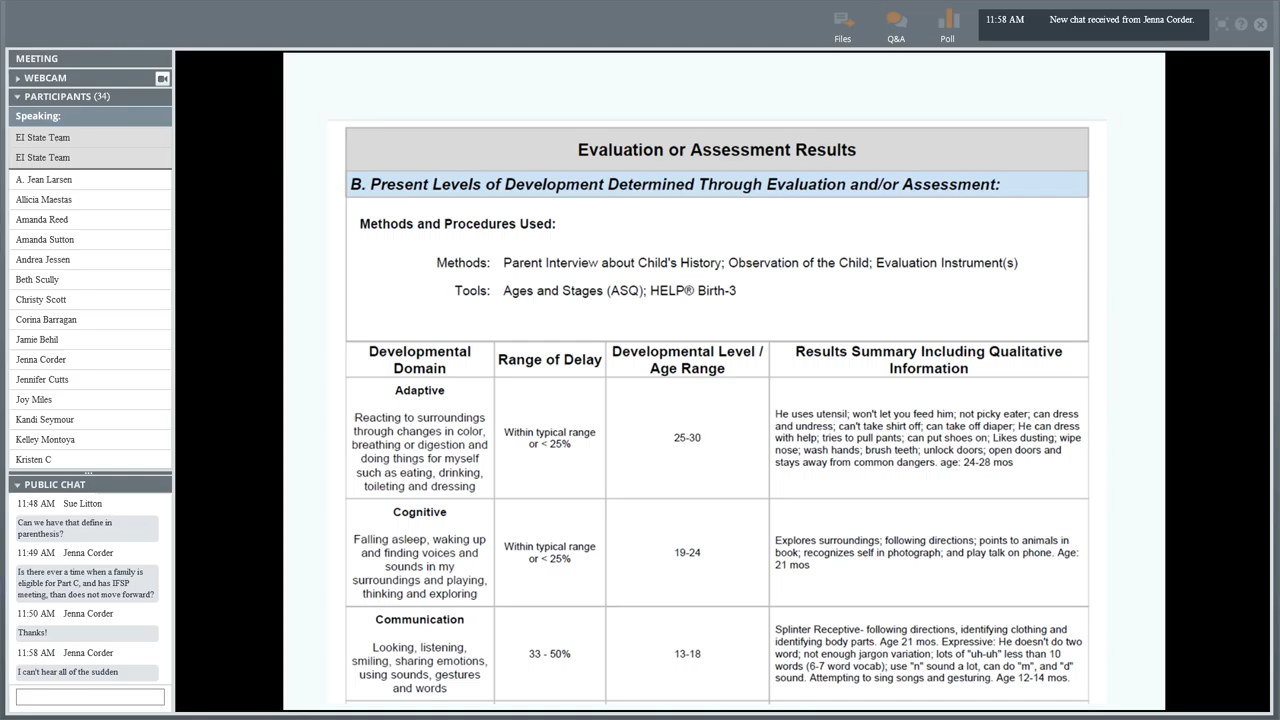 11:58 AM New chat received from Jenna Corder.
Files
Q&A
Poll
MEETING
WEBCAM
PARTICIPANTS (34)
Speaking:
EI State Team
EI State Team
A. Jean Larsen
Allicia Maestas
Amanda Reed
Amanda Sutton
Andrea Jessen
Beth Scully
Christy Scott
Corina Barragan
Jamie Behil
Jenna Corder
Jennifer Cutts
Joy Miles
Kandi Seymour
Kelley Montoya
Kristen C
PUBLIC CHAT
11:48 AM Sue Litton
Can we have that define in
parenthesis?
11:49 AM Jenna Corder
Is there ever a time when a family is
eligible for Part C, and has IFSP
meeting, than does not move forward?
11:50 AM Jenna Corder
Thanks!
11:58 AM Jenna Corder
I can't hear all of the sudden
Evaluation or Assessment Results
B. Present Levels of Development Determined Through Evaluation and/or Assessment:
Methods and Procedures Used:
Methods: Parent Interview about Child's History; Observation of the Child; Evaluation Instrument(s)
Tools: Ages and Stages (ASQ); HELP® Birth-3
Developmental
Domain
Range of Delay
Developmental Level /
Age Range
Results Summary Including Qualitative
Information
Adaptive
Reacting to surroundings
through changes in color,
breathing or digestion and
doing things for myself
such as eating, drinking,
toileting and dressing
Within typical range
or < 25%
25-30
He uses utensil; won't let you feed him; not picky eater; can dress
and undress; can't take shirt off; can take off diaper; He can dress
with help; tries to pull pants; can put shoes on; Likes dusting; wipe
nose; wash hands; brush teeth; unlock doors; open doors and
stays away from common dangers. age: 24-28 mos
Cognitive
Falling asleep, waking up
and finding voices and
sounds in my
surroundings and playing,
thinking and exploring
Within typical range
or < 25%
19-24
Explores surroundings; following directions; points to animals in
book; recognizes self in photograph; and play talk on phone. Age:
21 mos
Communication
Looking, listening,
smiling, sharing emotions,
using sounds, gestures
and words
33 - 50%
13-18
Splinter Receptive- following directions, identifying clothing and
identifying body parts. Age 21 mos. Expressive: He doesn't do two
word; not enough jargon variation; lots of "uh-uh" less than 10
words (6-7 word vocab); use "n" sound a lot, can do "m", and "d"
sound. Attempting to sing songs and gesturing. Age 12-14 mos.